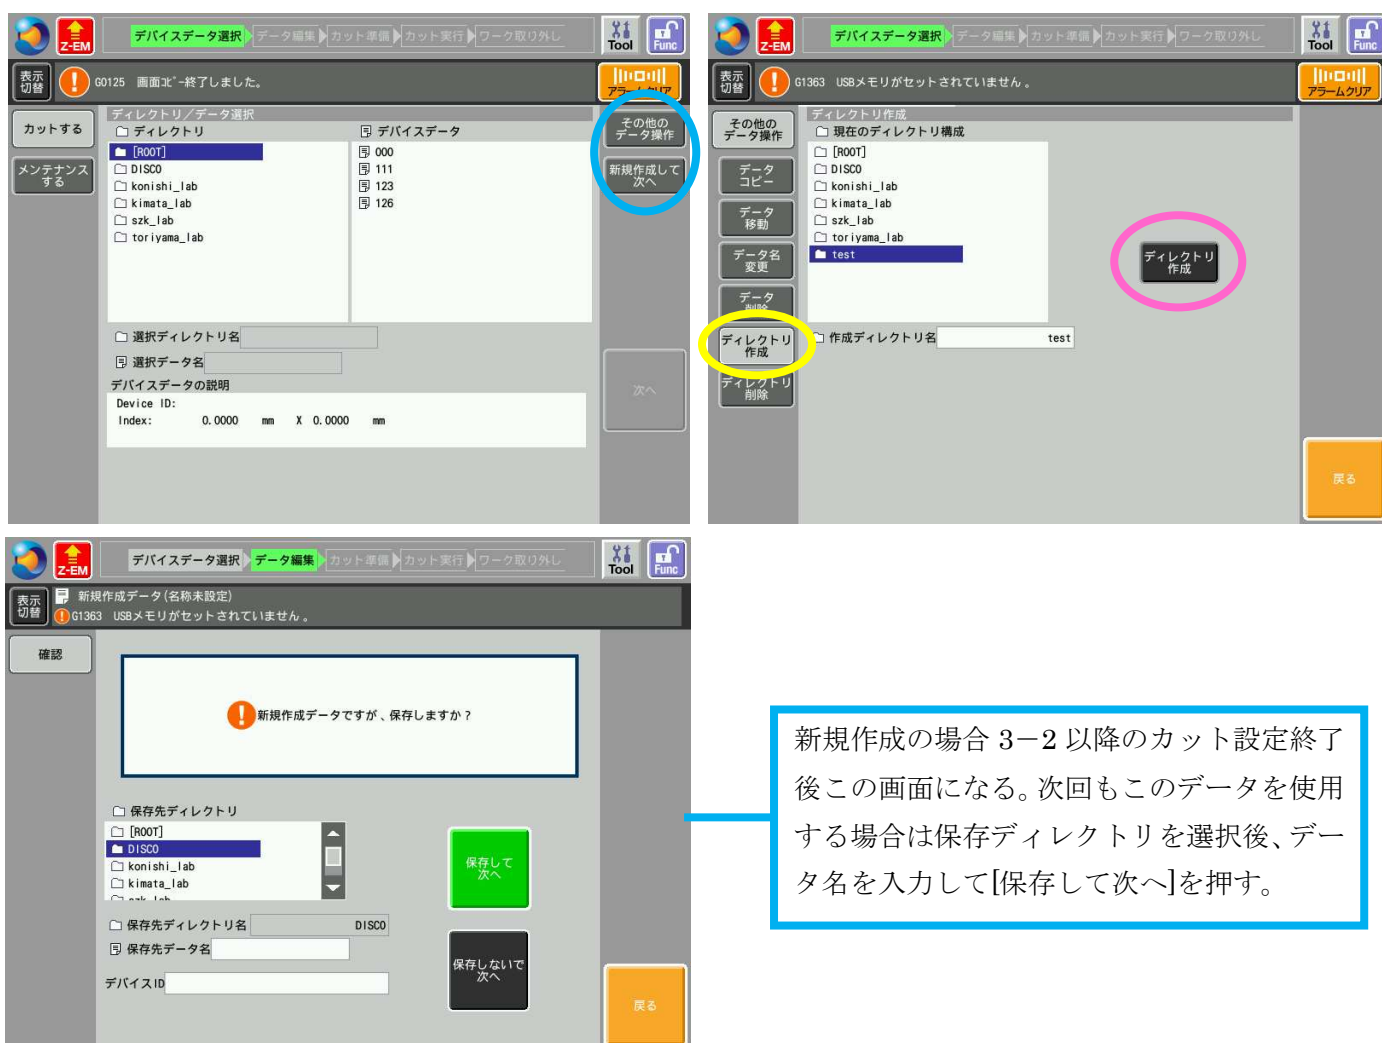 Z-EM
デバイスデータ選択 データ編集 カット準備 カット実行 ワーク取り外し
Tool
Func
表示
切替
G0125 画面ｺﾋﾟｰ終了しました。
アラームクリア
カットする
メンテナンス
する
ディレクトリ／データ選択
ディレクトリ
デバイスデータ
[ROOT]
DISCO
konishi_lab
kimata_lab
szk_lab
toriyama_lab
000
111
123
126
その他の
データ操作
新規作成して
次へ
選択ディレクトリ名
選択データ名
デバイスデータの説明
Device ID:
Index: 0.0000 mm X 0.0000 mm
次へ
Z-EM
デバイスデータ選択 データ編集 カット準備 カット実行 ワーク取り外し
Tool
Func
表示
切替
G1363 USBメモリがセットされていません。
アラームクリア
その他の
データ操作
データ
コピー
データ
移動
データ名
変更
データ
削除
ディレクトリ
作成
ディレクトリ
削除
ディレクトリ作成
現在のディレクトリ構成
[ROOT]
DISCO
konishi_lab
kimata_lab
szk_lab
toriyama_lab
test
ディレクトリ
作成
作成ディレクトリ名 test
戻る
Z-EM
デバイスデータ選択 データ編集 カット準備 カット実行 ワーク取り外し
Tool
Func
表示
切替
新規作成データ(名称未設定)
G1363 USBメモリがセットされていません。
確認
新規作成データですが、保存しますか？
保存先ディレクトリ
[ROOT]
DISCO
konishi_lab
kimata_lab
szk_lab
保存先ディレクトリ名 DISCO
保存先データ名
デバイスID
保存して
次へ
保存しないで
次へ
戻る
新規作成の場合 3－2 以降のカット設定終了
後この画面になる。次回もこのデータを使用
する場合は保存ディレクトリを選択後、デー
タ名を入力して[保存して次へ]を押す。